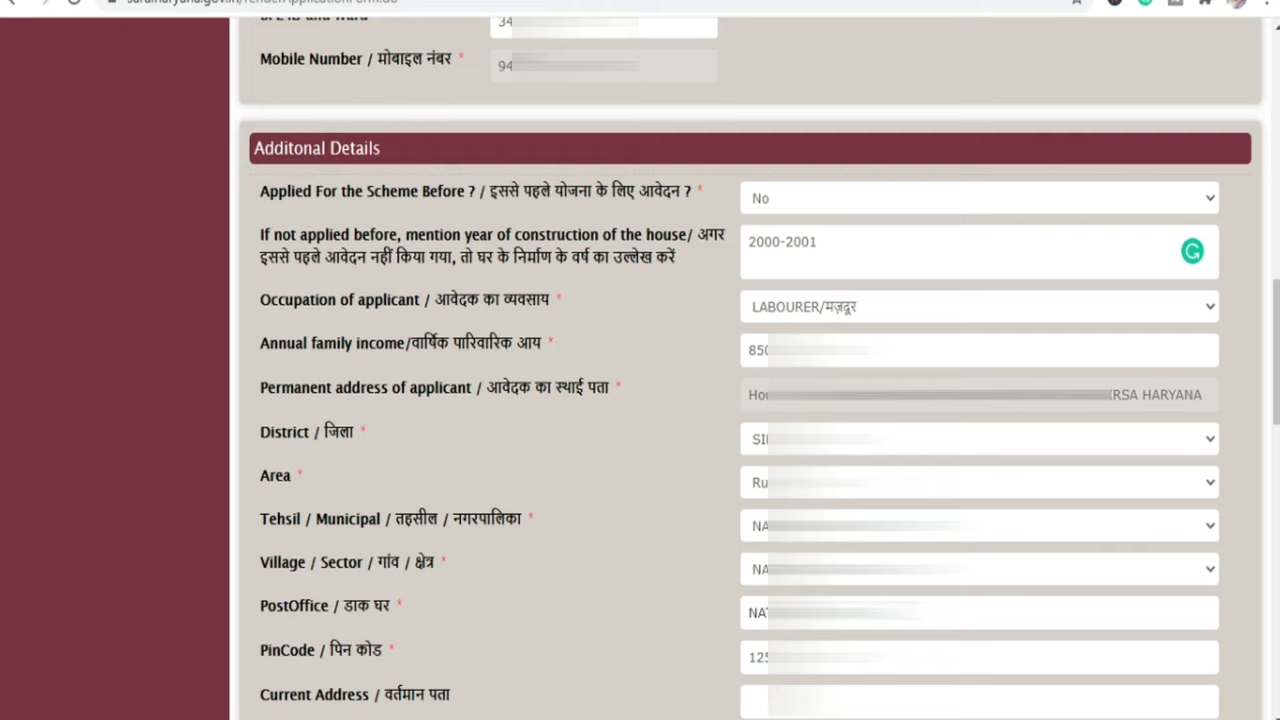 34
Mobile Number / मोबाइल नंबर * 94
Additonal Details
Applied For the Scheme Before ? / इससे पहले योजना के लिए आवेदन ? * No
If not applied before, mention year of construction of the house/ अगर
इससे पहले आवेदन नहीं किया गया, तो घर के निर्माण के वर्ष का उल्लेख करें
2000-2001
Occupation of applicant / आवेदक का व्यवसाय * LABOURER/मज़दूर
Annual family income/वार्षिक पारिवारिक आय * 850
Permanent address of applicant / आवेदक का स्थाई पता * RSA HARYANA
District / जिला *
Area * Ru
Tehsil / Municipal / तहसील / नगरपालिका * NA
Village / Sector / गांव / क्षेत्र * NA
PostOffice / डाक घर * NAT
PinCode / पिन कोड * 125
Current Address / वर्तमान पता